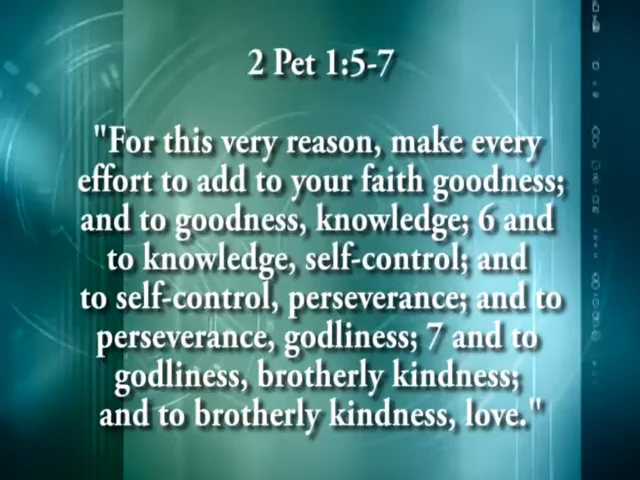 2 Pet 1:5-7
"For this very reason, make every
effort to add to your faith goodness;
and to goodness, knowledge; 6 and
to knowledge, self-control; and
to self-control, perseverance; and to
perseverance, godliness; 7 and to
godliness, brotherly kindness;
and to brotherly kindness, love."